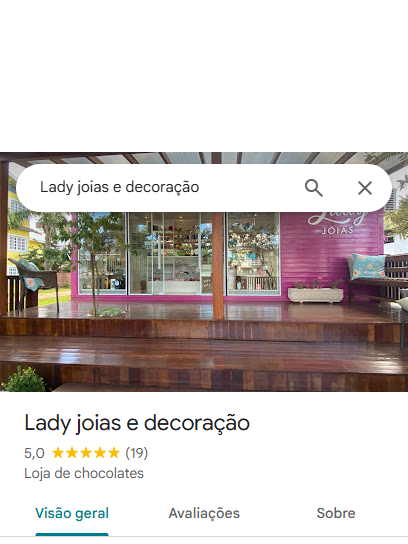 Lady joias e decoração
Lady
JOIAS
Lady joias e decoração
5,0 (19)
Loja de chocolates
Visão geral
Avaliações
Sobre